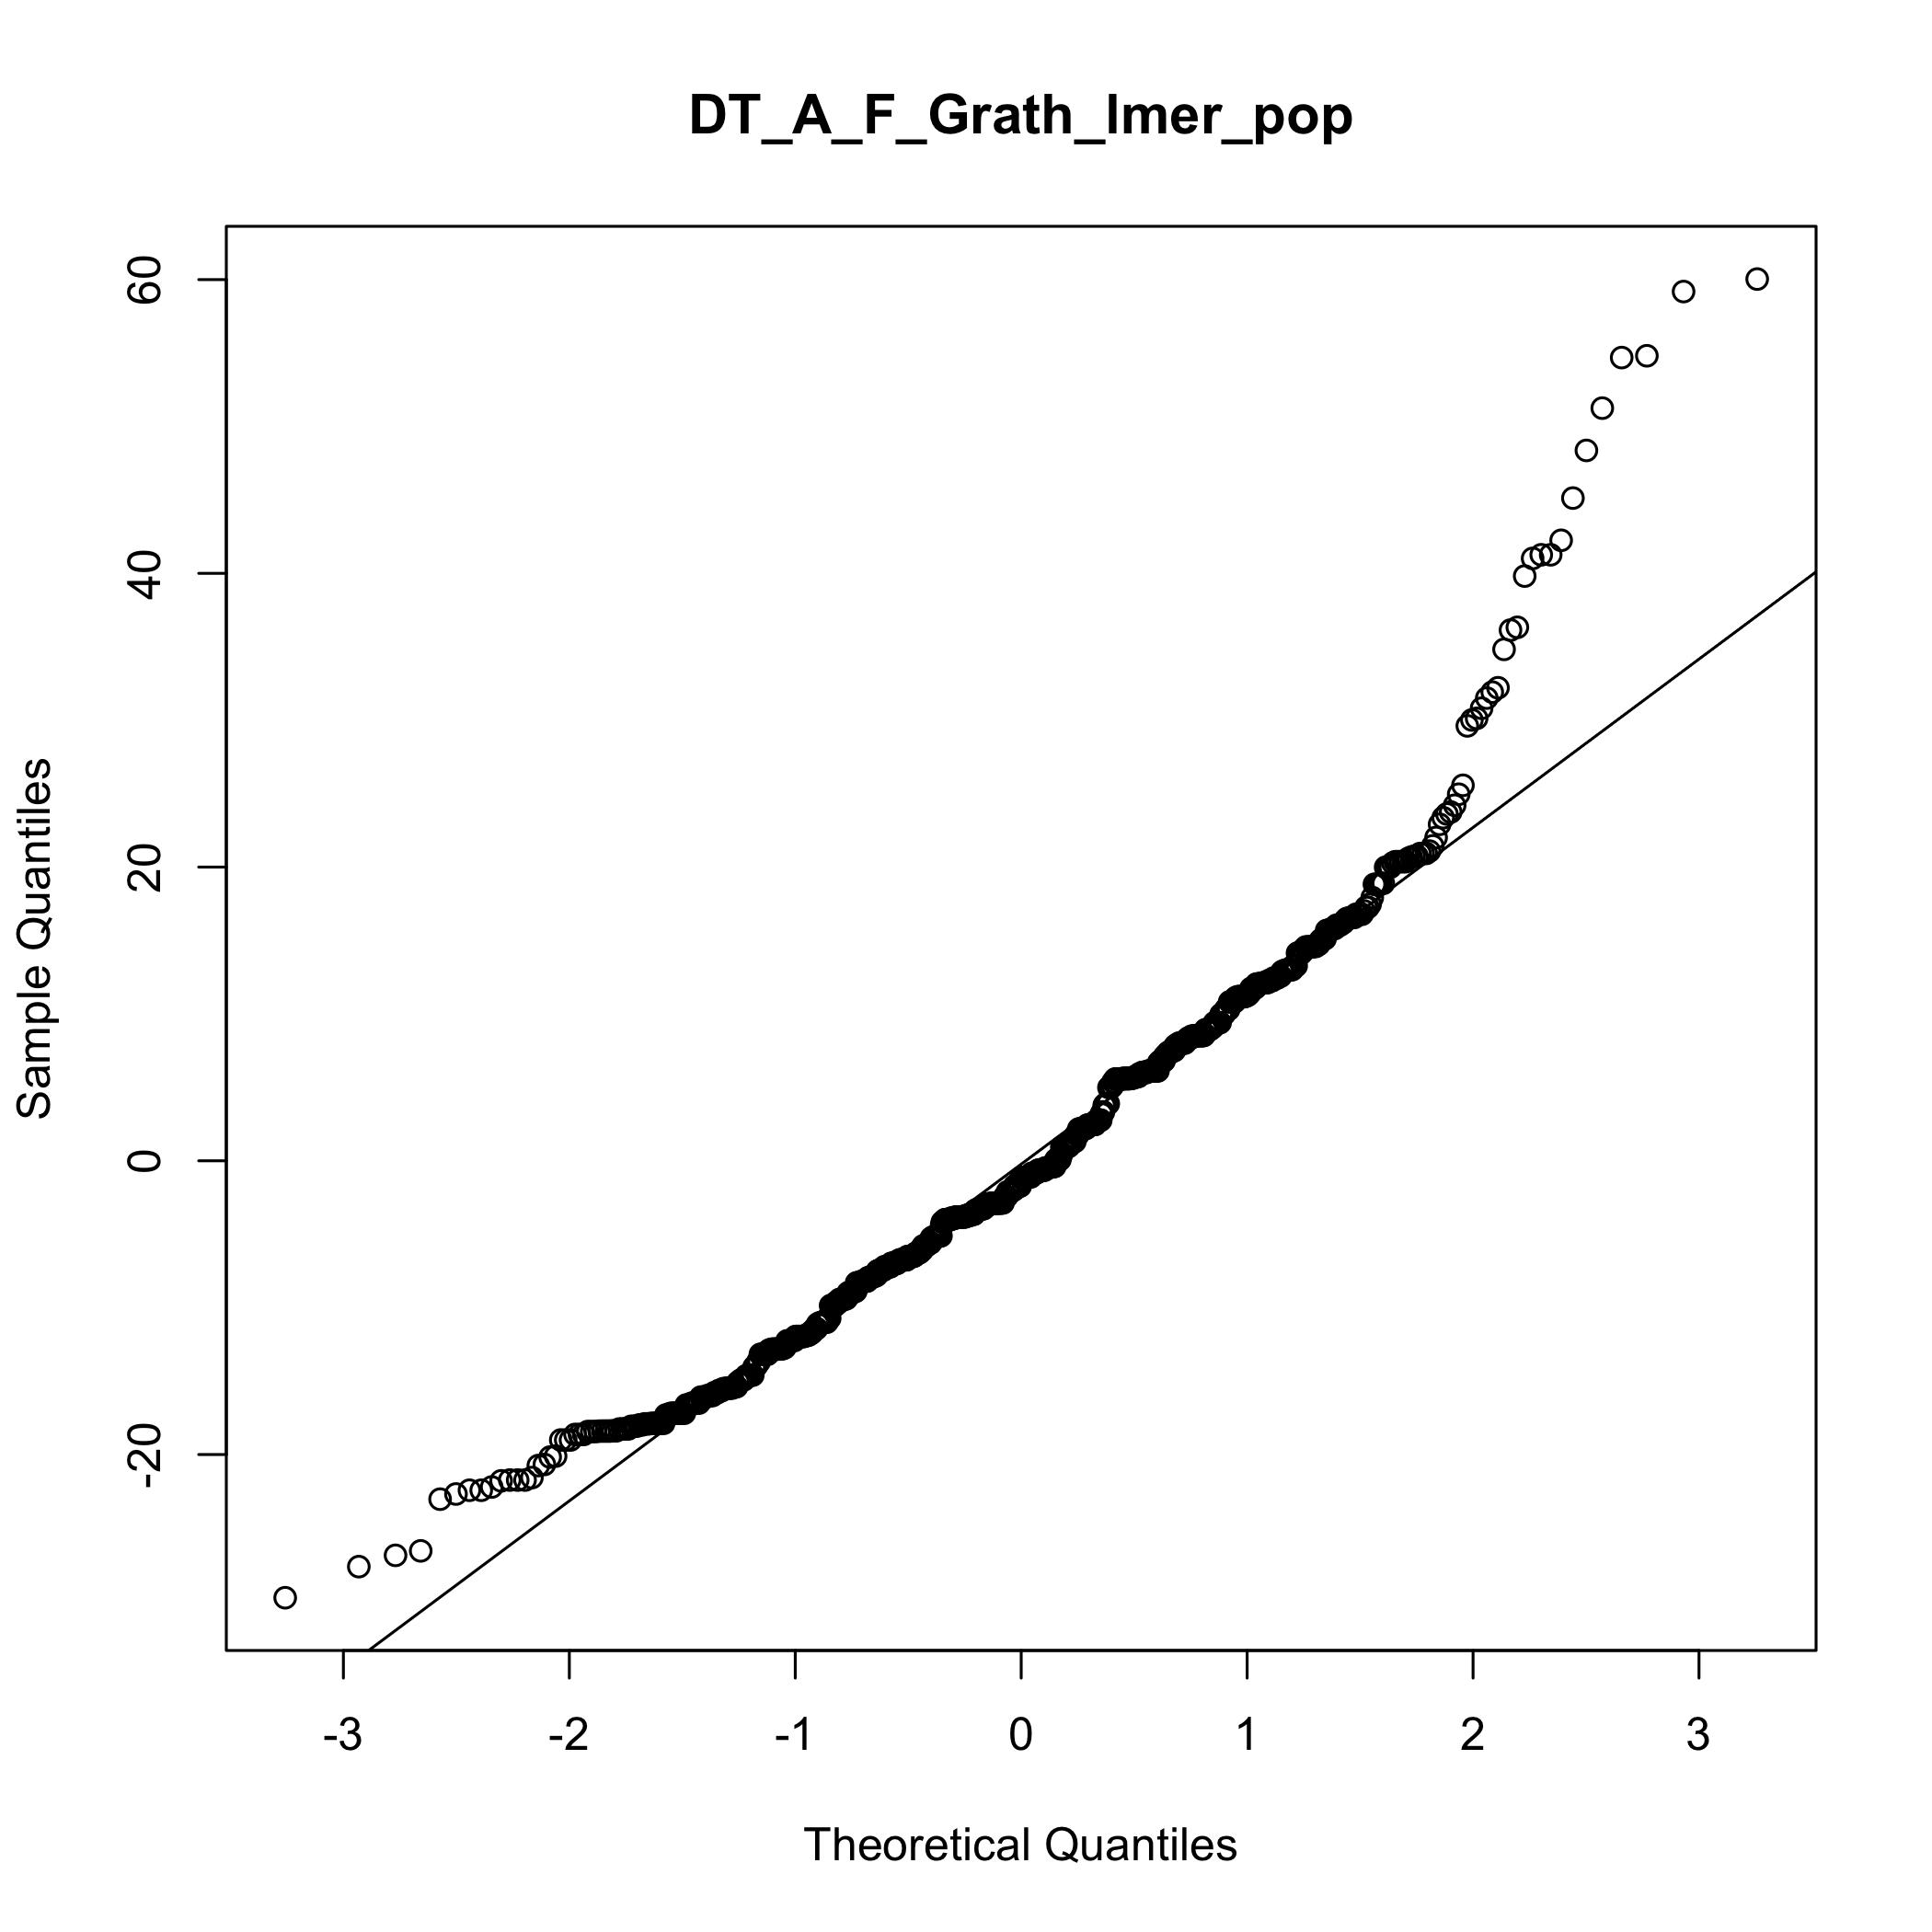 DT_A_F_Grath_lmer_pop
60
40
20
0
-20
Sample Quantiles
-3 -2 -1 0 1 2 3
Theoretical Quantiles